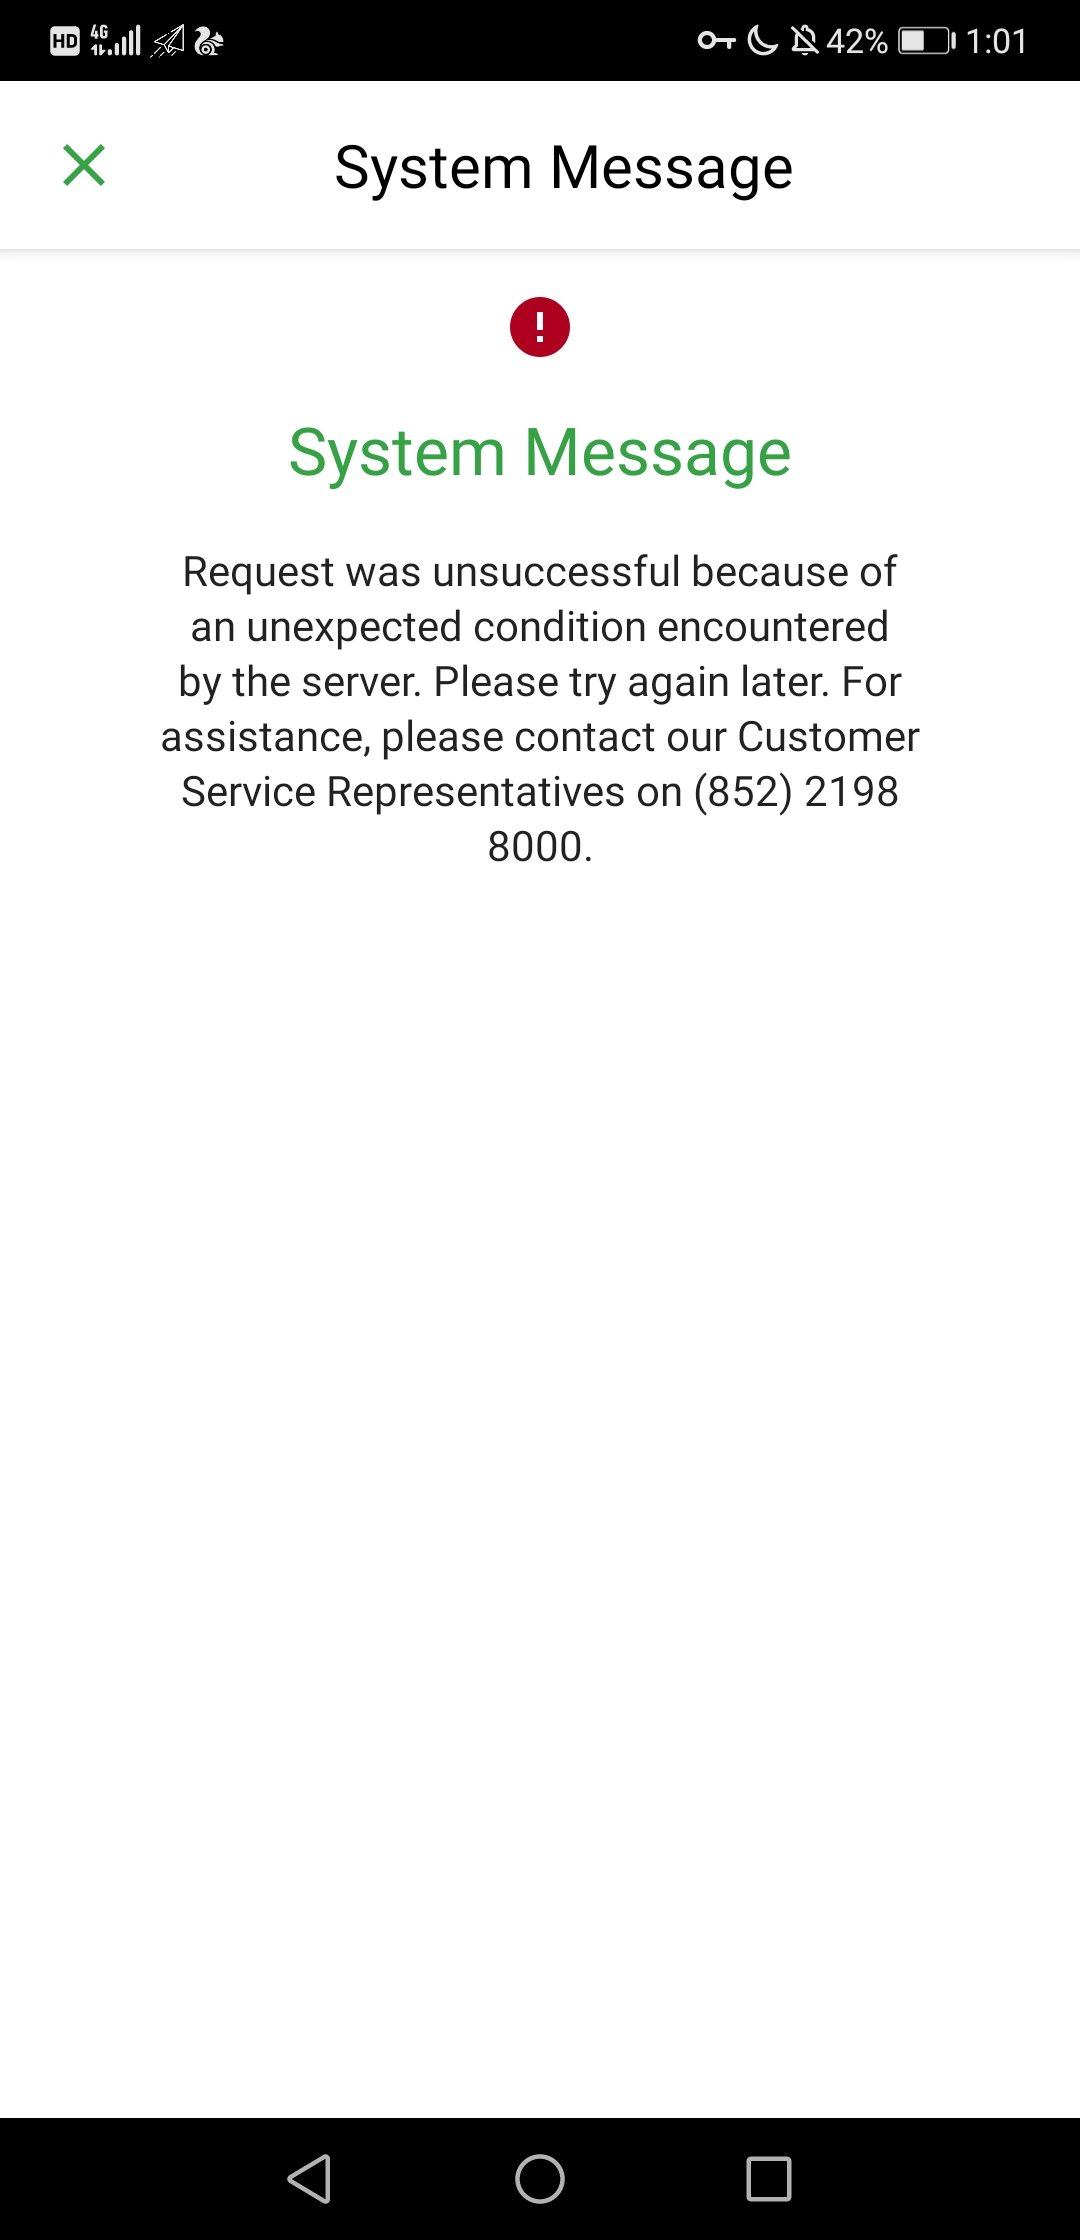 HD 4G 42% 1:01
System Message
!
System Message
Request was unsuccessful because of
an unexpected condition encountered
by the server. Please try again later. For
assistance, please contact our Customer
Service Representatives on (852) 2198
8000.